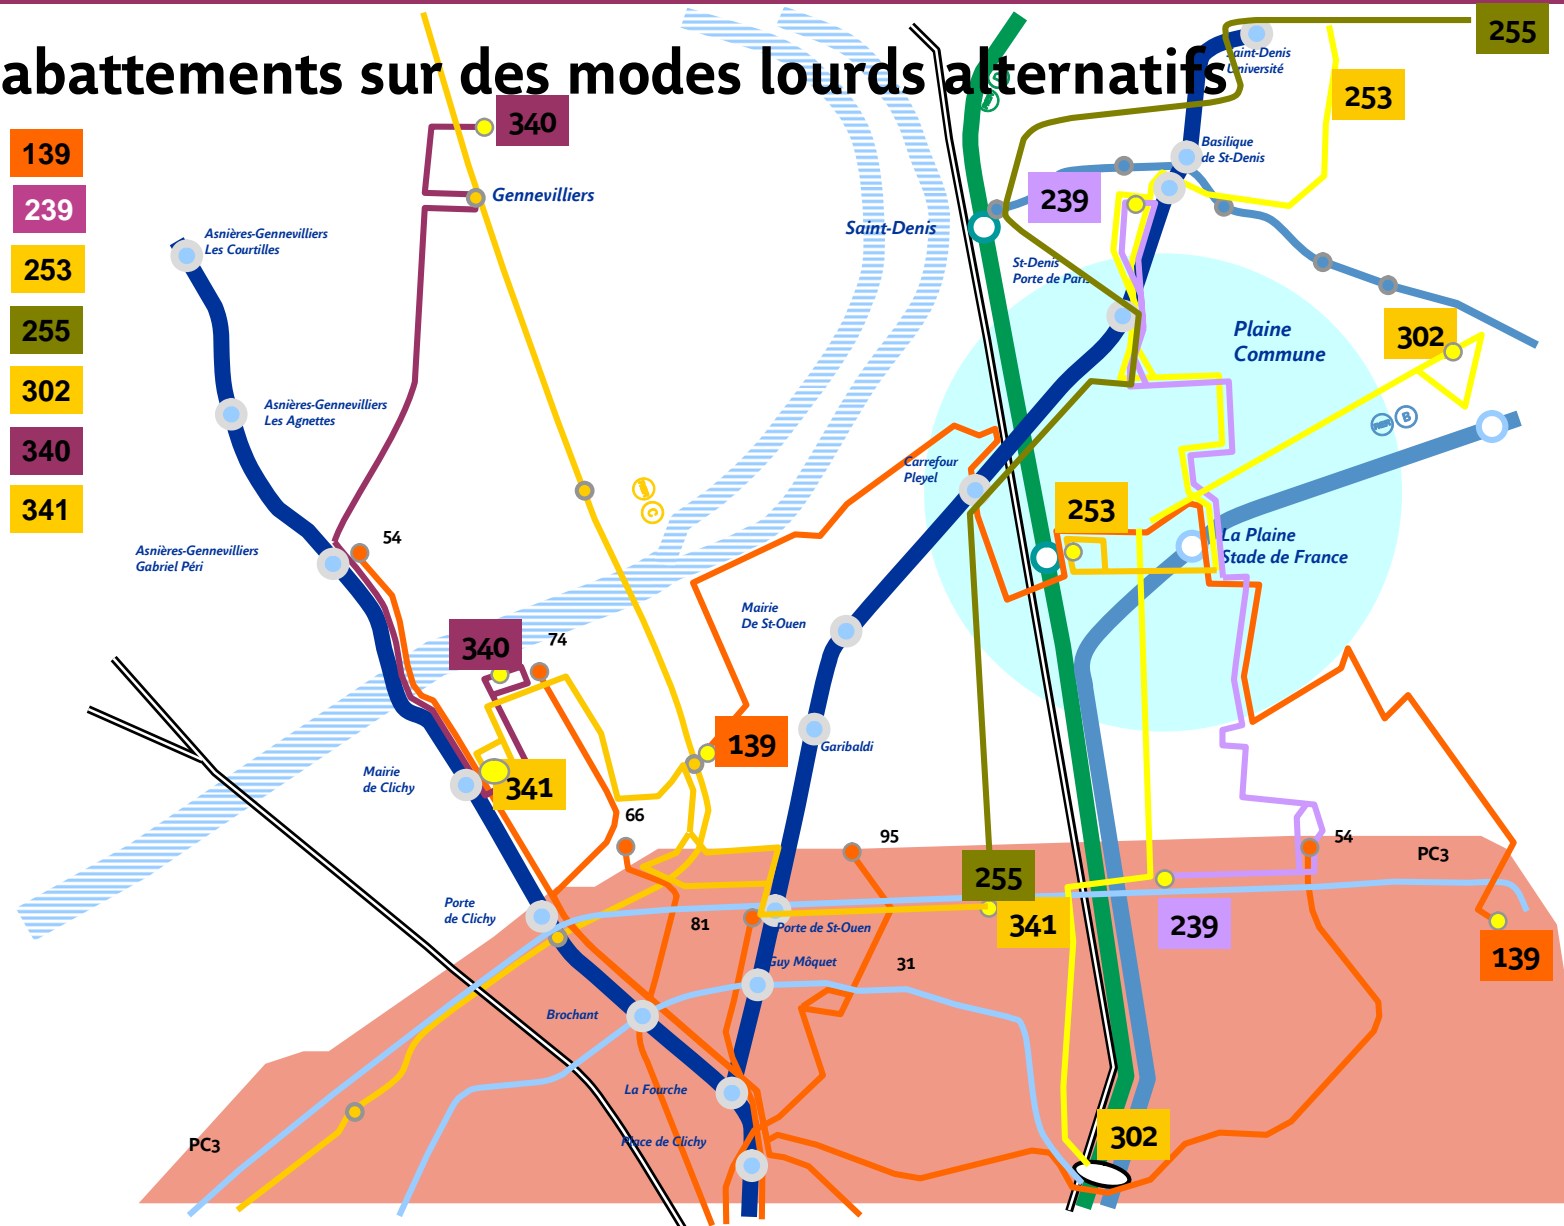 abattements sur des modes lourds alternatifs
255
Saint-Denis
Université
253
340
139
239
253
255
302
340
341
Basilique
de St-Denis
Gennevilliers
239
Saint-Denis
Asnières-Gennevilliers
Les Courtilles
St-Denis
Porte de Paris
Plaine
Commune
302
RER B
Asnières-Gennevilliers
Les Agnettes
Carrefour
Pleyel
RER C
253
La Plaine
Stade de France
54
Asnières-Gennevilliers
Gabriel Péri
Mairie
De St-Ouen
340
74
139
Garibaldi
Mairie
de Clichy
341
66
95
54
PC3
255
Porte
de Clichy
81
Porte de St-Ouen
341
239
139
Guy Môquet
31
Brochant
La Fourche
Place de Clichy
302
PC3